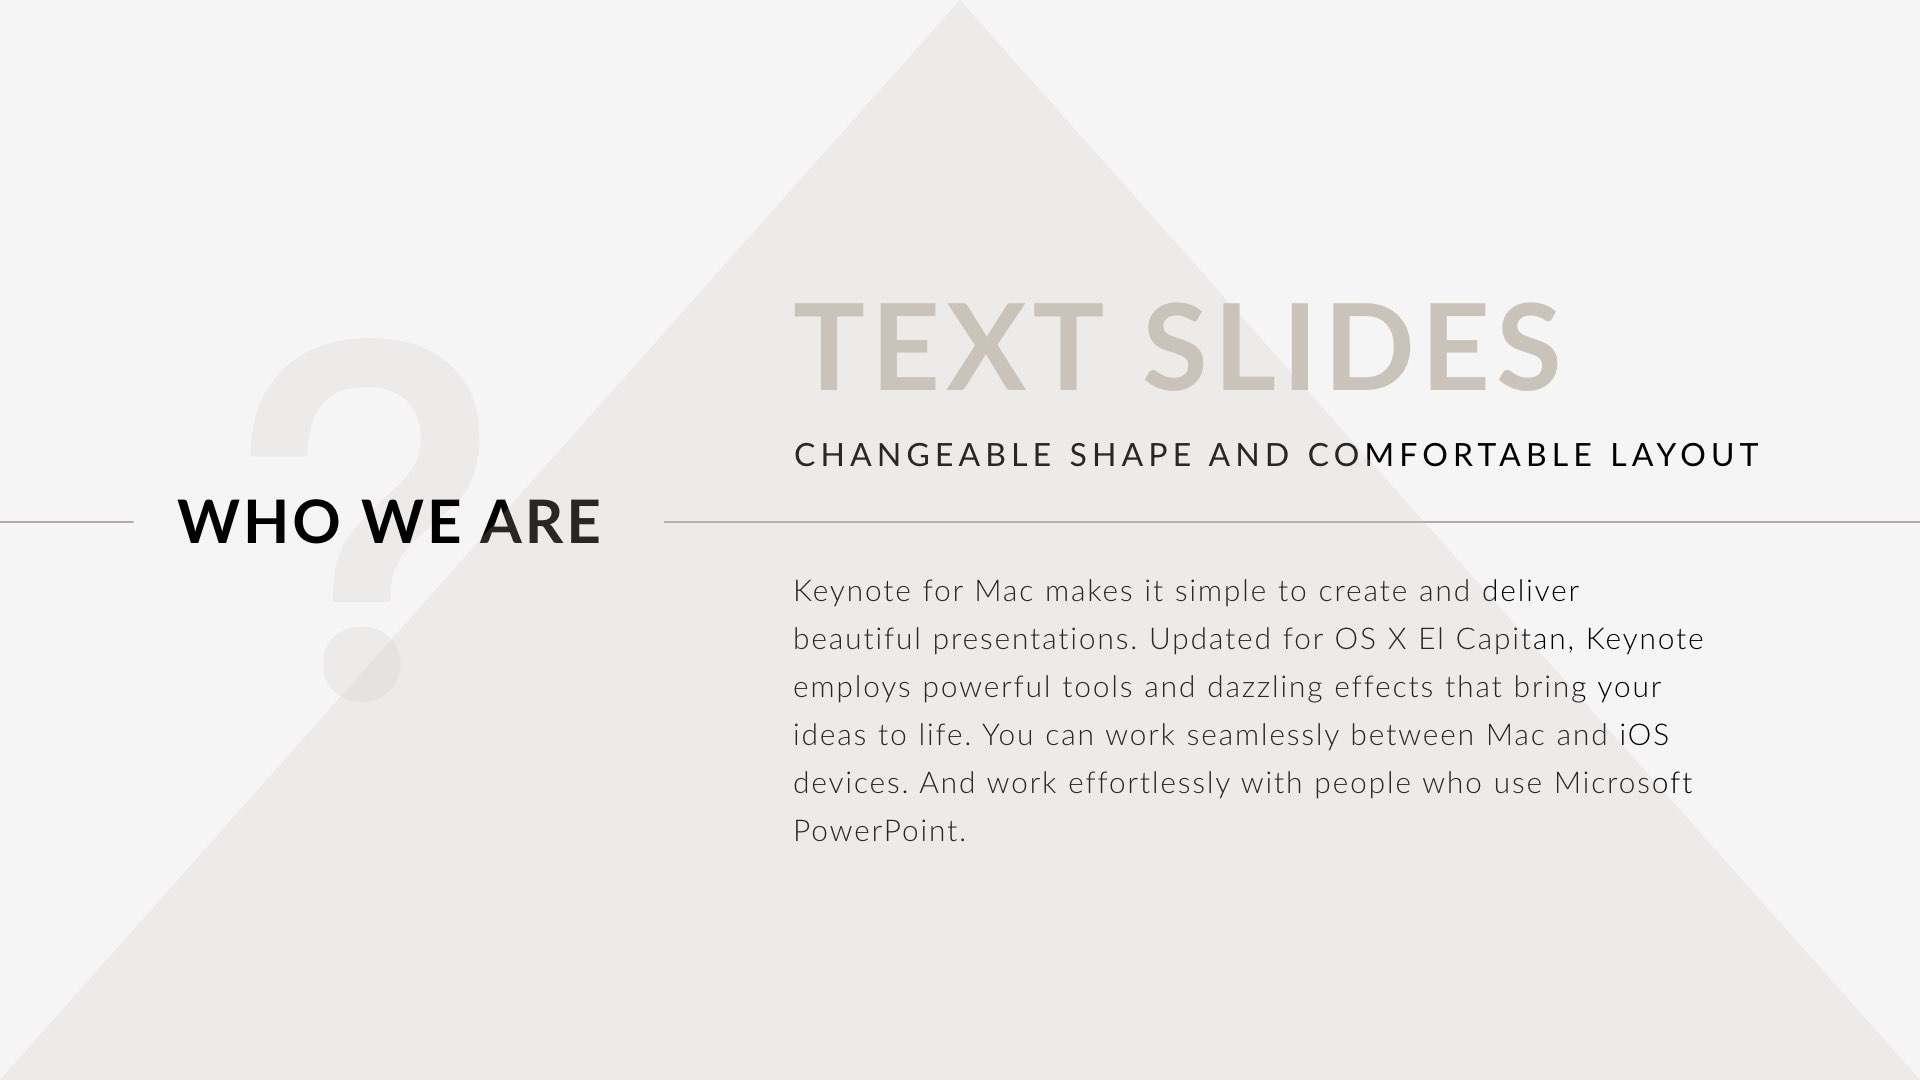 ?
WHO WE ARE
TEXT SLIDES
CHANGEABLE SHAPE AND COMFORTABLE LAYOUT
Keynote for Mac makes it simple to create and deliver
beautiful presentations. Updated for OS X El Capitan, Keynote
employs powerful tools and dazzling effects that bring your
ideas to life. You can work seamlessly between Mac and iOS
devices. And work effortlessly with people who use Microsoft
PowerPoint.